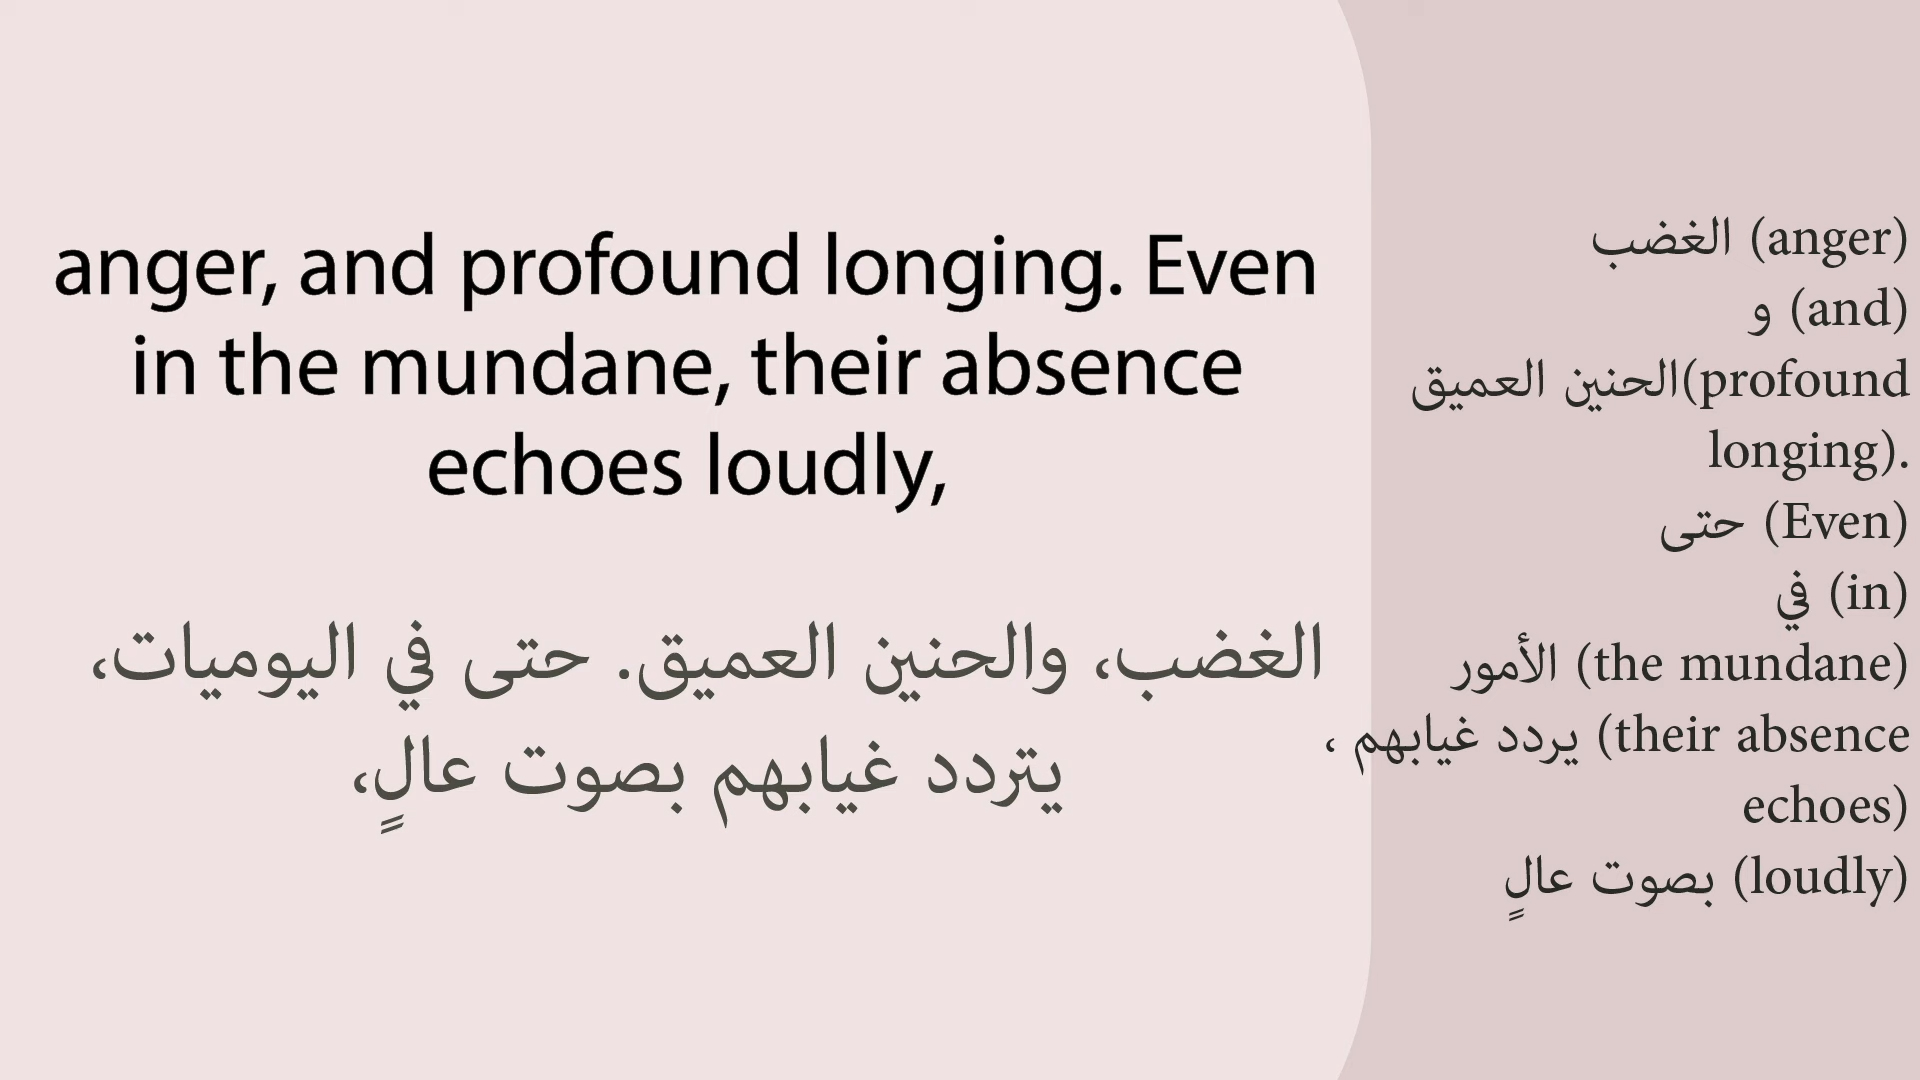 anger, and profound longing. Even
in the mundane, their absence
echoes loudly,
الغضب، والحنين العميق. حتى في اليوميات،
يتردد غيابهم بصوت عالٍ،
الغضب (anger)
و (and)
الحنين العميق(profound
longing).
حتى (Even)
في (in)
الأمور (the mundane)
، يردد غيابهم (their absence
echoes)
بصوت عالٍ (loudly)